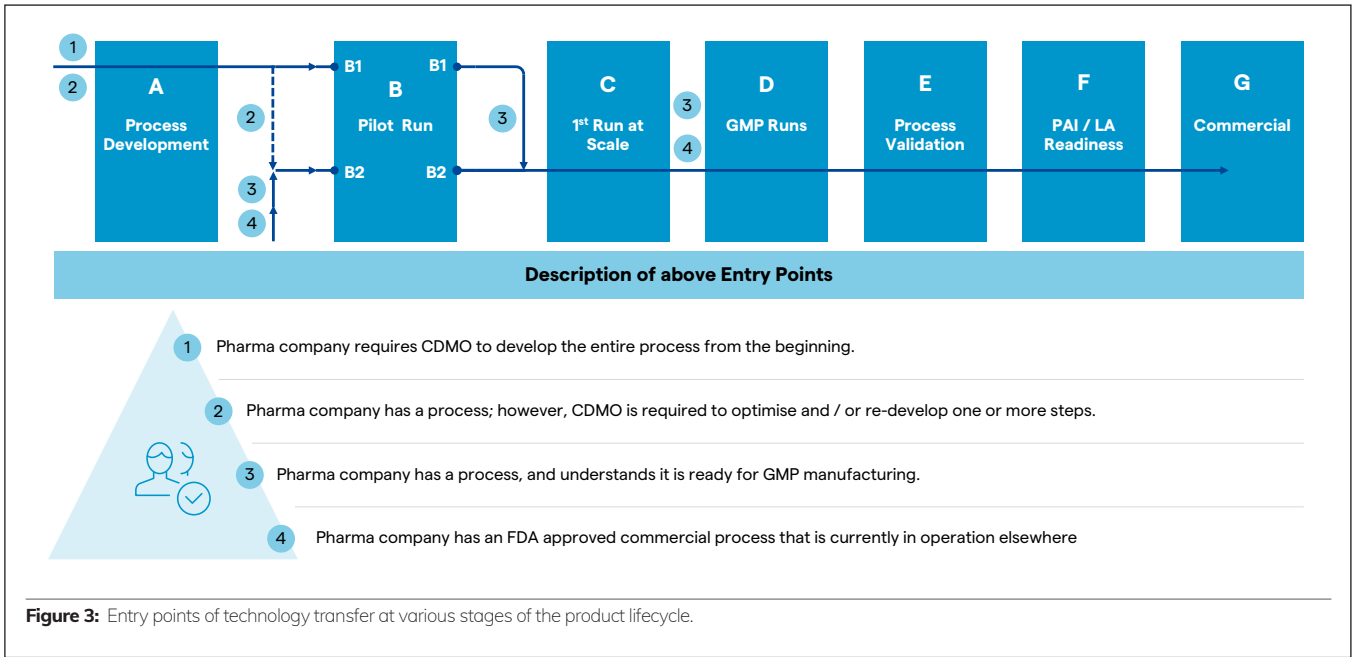 1
2
A
Process
Development
2
3
4
B1
B1
B
Pilot Run
B2
B2
3
C
1st Run at
Scale
3
4
D
GMP Runs
E
Process
Validation
F
PAI / LA
Readiness
G
Commercial
Description of above Entry Points
1 Pharma company requires CDMO to develop the entire process from the beginning.
2 Pharma company has a process; however, CDMO is required to optimise and / or re-develop one or more steps.
3 Pharma company has a process, and understands it is ready for GMP manufacturing.
4 Pharma company has an FDA approved commercial process that is currently in operation elsewhere
Figure 3: Entry points of technology transfer at various stages of the product lifecycle.